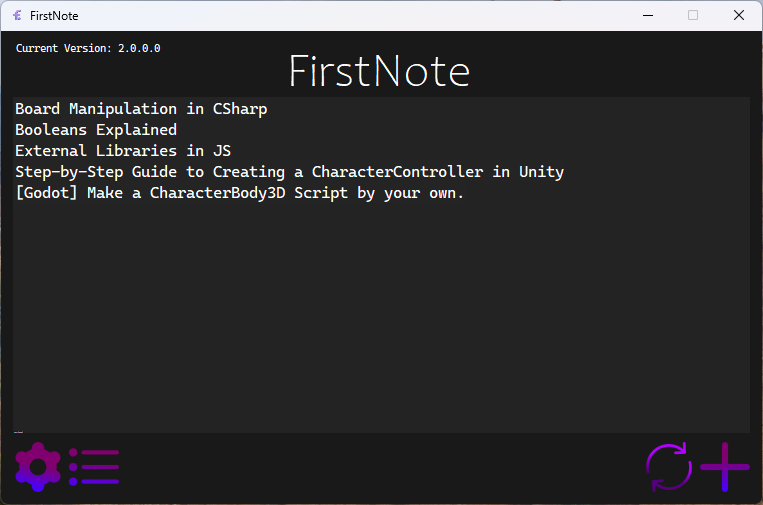 FirstNote
Current Version: 2.0.0.0
FirstNote
Board Manipulation in CSharp
Booleans Explained
External Libraries in JS
Step-by-Step Guide to Creating a CharacterController in Unity
[Godot] Make a CharacterBody3D Script by your own.